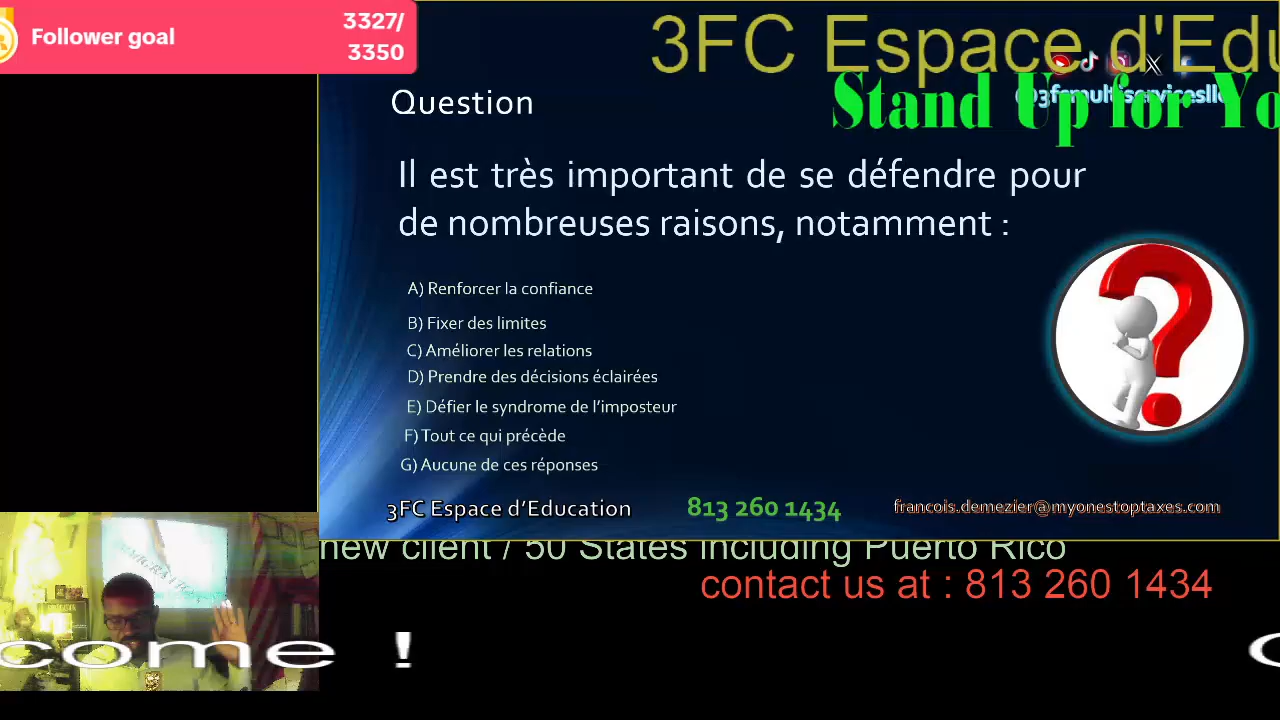 Follower goal
3327/
3350
3FC Espace d'Edu
Stand Up for Yo
@3fcmultiservicesllc
Question
Il est très important de se défendre pour
de nombreuses raisons, notamment :
A) Renforcer la confiance
B) Fixer des limites
C) Améliorer les relations
D) Prendre des décisions éclairées
E) Défier le syndrome de l'imposteur
F) Tout ce qui précède
G) Aucune de ces réponses
3FC Espace d'Education
813 260 1434
francois.demezier@myonestoptaxes.com
new client / 50 States Including Puerto Rico
contact us at : 813 260 1434
come !